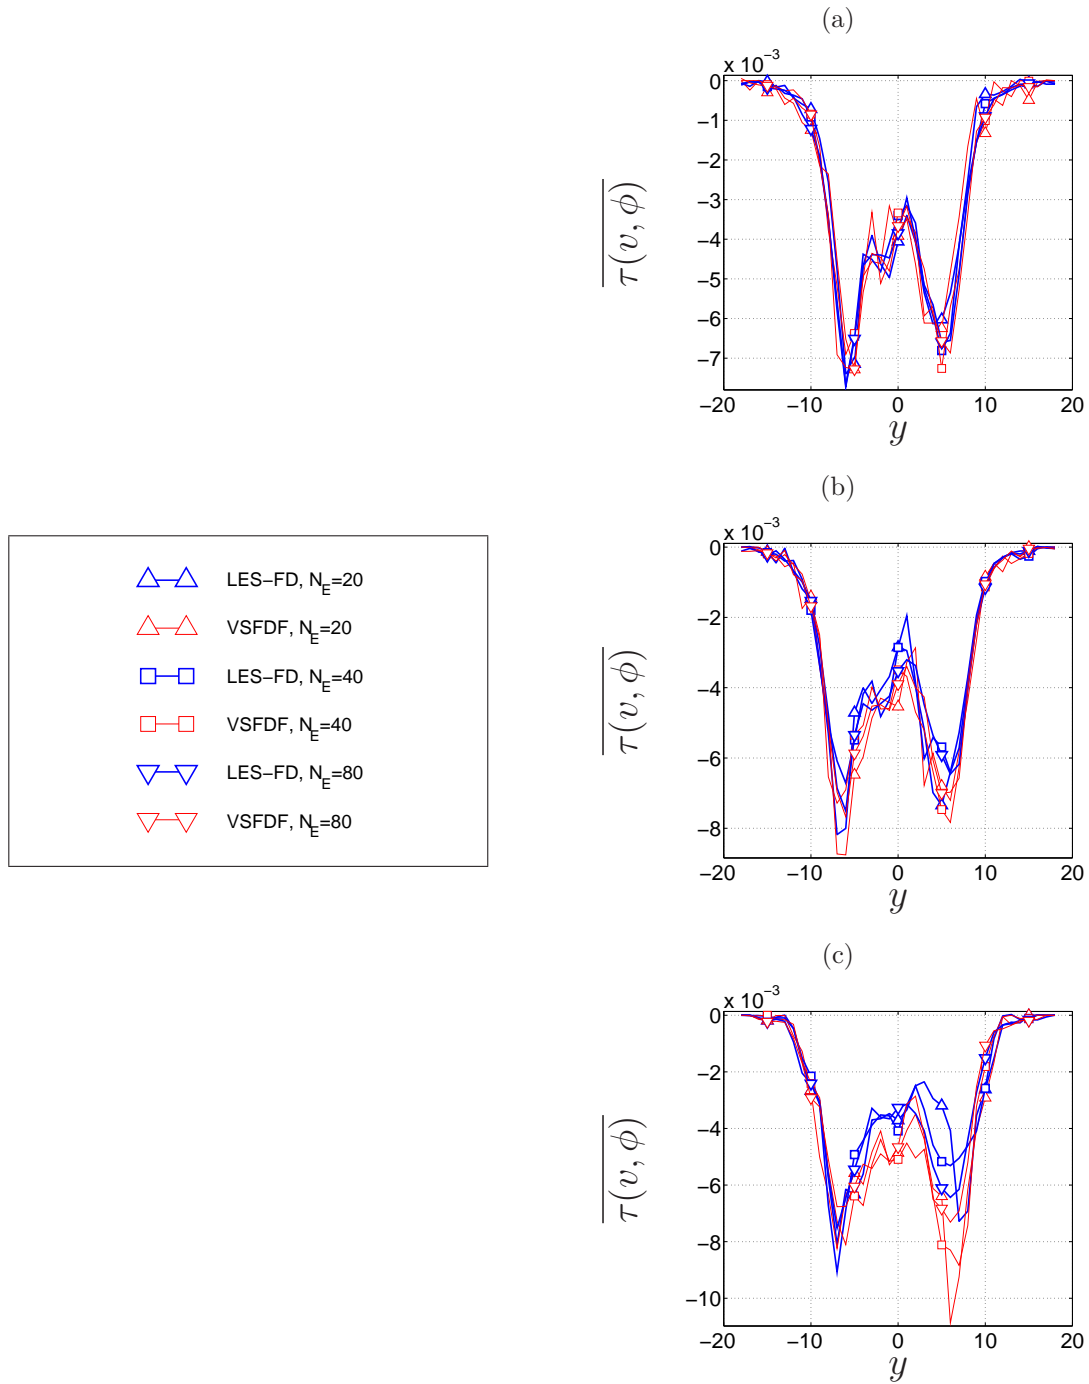 (a)
x 10⁻³
0
−1
−2
−3
−4
−5
−6
−7
τ(v, φ)
−20 −10 0 10 20
y
(b)
x 10⁻³
0
−2
−4
−6
−8
τ(v, φ)
−20 −10 0 10 20
y
LES−FD, N_E=20
VSFDF, N_E=20
LES−FD, N_E=40
VSFDF, N_E=40
LES−FD, N_E=80
VSFDF, N_E=80
(c)
x 10⁻³
0
−2
−4
−6
−8
−10
τ(v, φ)
−20 −10 0 10 20
y